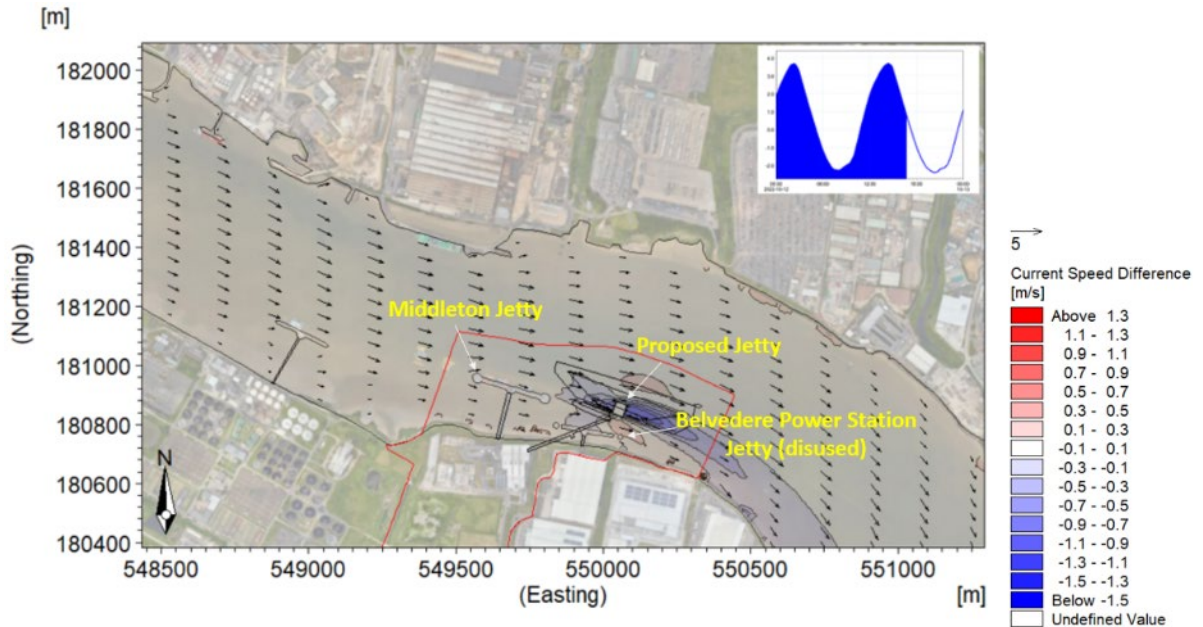 [m]
182000
181800
181600
181400
181200
181000
180800
180600
180400
(Northing)
Middleton Jetty
Proposed Jetty
Belvedere Power Station
Jetty (disused)
N
548500 549000 549500 550000 550500 551000
(Easting) [m]
5
Current Speed Difference
[m/s]
Above 1.3
1.1 - 1.3
0.9 - 1.1
0.7 - 0.9
0.5 - 0.7
0.3 - 0.5
0.1 - 0.3
-0.1 - 0.1
-0.3 - -0.1
-0.5 - -0.3
-0.7 - -0.5
-0.9 - -0.7
-1.1 - -0.9
-1.3 - -1.1
-1.5 - -1.3
Below -1.5
Undefined Value